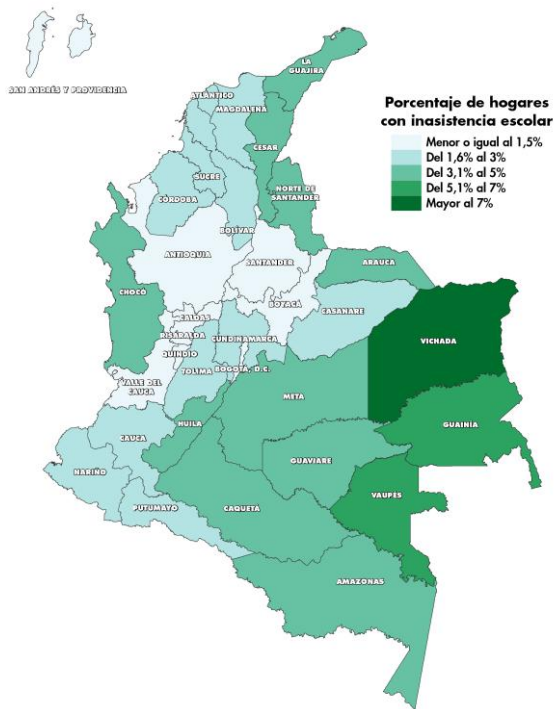 SAN ANDRÉS Y PROVIDENCIA
LA
GUAJIRA
ATLÁNTICO
MAGDALENA
Porcentaje de hogares
con inasistencia escolar
Menor o igual al 1,5%
Del 1,6% al 3%
Del 3,1% al 5%
Del 5,1% al 7%
Mayor al 7%
CESAR
SUCRE
NORTE DE
SANTANDER
CÓRDOBA
BOLÍVAR
ANTIOQUIA
SANTANDER
ARAUCA
CHOCÓ
BOYACÁ
CASANARE
CALDAS
RISARALDA
CUNDINAMARCA
VICHADA
QUINDÍO
TOLIMA
BOGOTÁ, D.C.
VALLE DEL
CAUCA
META
HUILA
GUAINÍA
CAUCA
GUAVIARE
NARIÑO
VAUPÉS
PUTUMAYO
CAQUETÁ
AMAZONAS